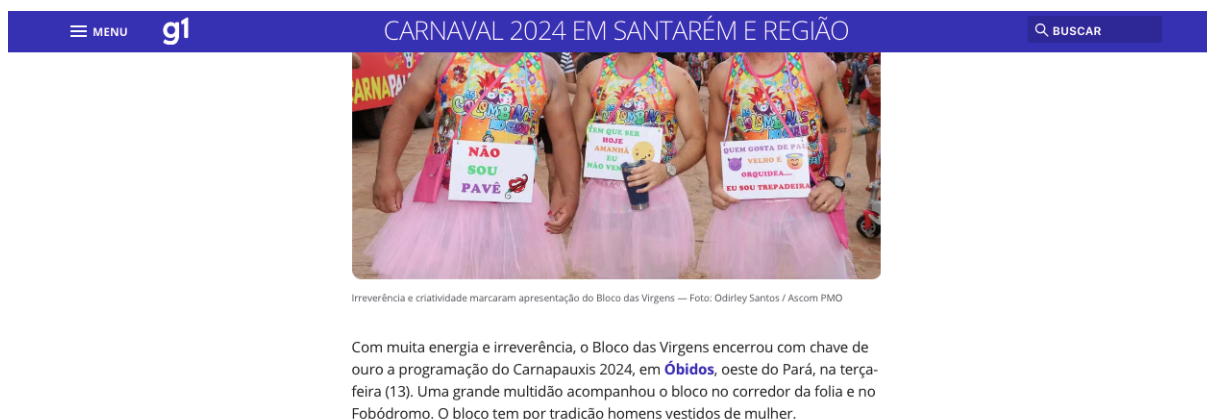 MENU
g1
CARNAVAL 2024 EM SANTARÉM E REGIÃO
BUSCAR
NÃO
SOU
PAVÊ
TEM QUE SER
HOJE
AMANHÃ
EU
NÃO
QUEM GOSTA DE
VELHO É
ORQUIDEA...
EU SOU TREPADEIRA
Irreverência e criatividade marcaram apresentação do Bloco das Virgens — Foto: Odirley Santos / Ascom PMO
Com muita energia e irreverência, o Bloco das Virgens encerrou com chave de
ouro a programação do Carnapauxis 2024, em Óbidos, oeste do Pará, na terça-
feira (13). Uma grande multidão acompanhou o bloco no corredor da folia e no
Fobódromo. O bloco tem por tradição homens vestidos de mulher.